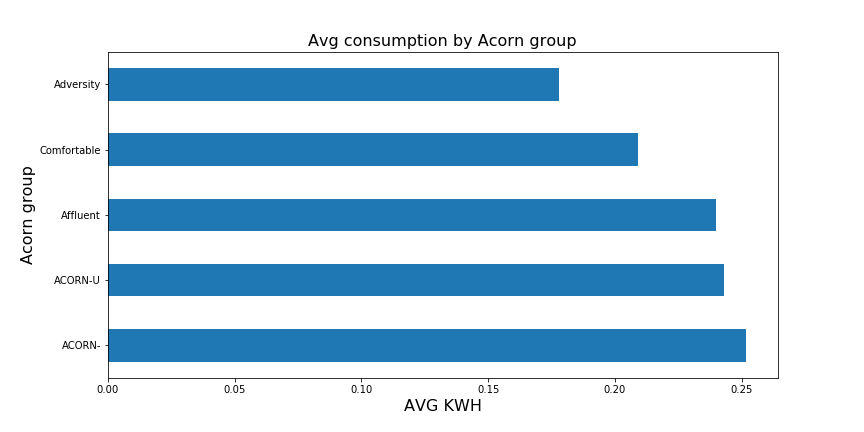 Avg consumption by Acorn group
Adversity
Comfortable
Affluent
ACORN-U
ACORN-
Acorn group
0.00 0.05 0.10 0.15 0.20 0.25
AVG KWH